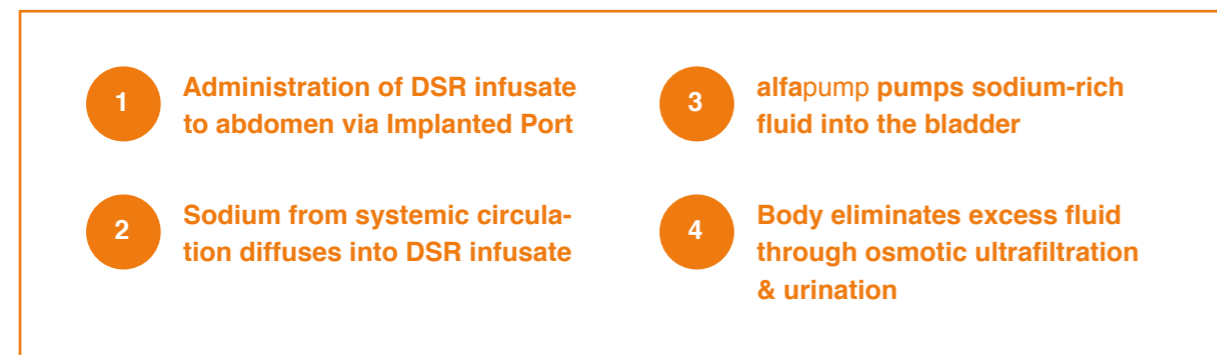 1
Administration of DSR infusate
to abdomen via Implanted Port
2
Sodium from systemic circula-
tion diffuses into DSR infusate
3
alfapump pumps sodium-rich
fluid into the bladder
4
Body eliminates excess fluid
through osmotic ultrafiltration
& urination